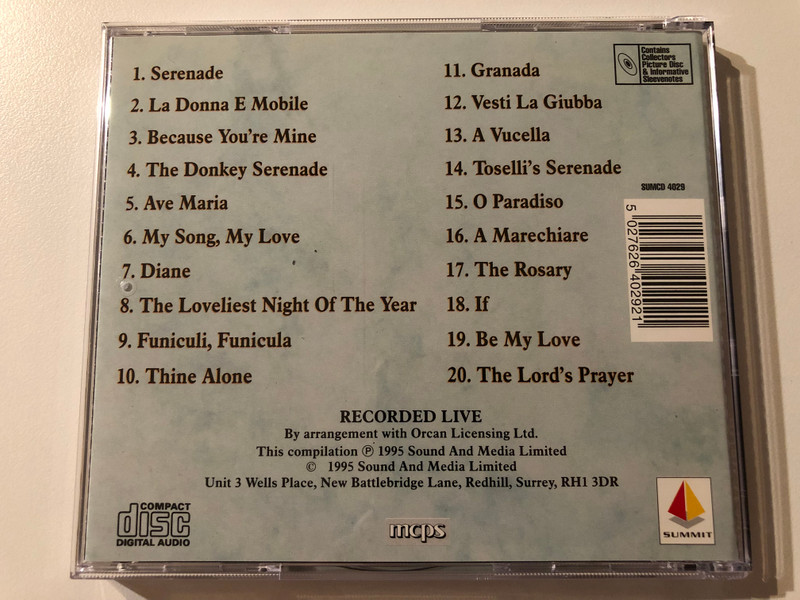 1. Serenade
2. La Donna E Mobile
3. Because You're Mine
4. The Donkey Serenade
5. Ave Maria
6. My Song, My Love
7. Diane
8. The Loveliest Night Of The Year
9. Funiculi, Funicula
10. Thine Alone
11. Granada
12. Vesti La Giubba
13. A Vucella
14. Toselli's Serenade
15. O Paradiso
16. A Marechiare
17. The Rosary
18. If
19. Be My Love
20. The Lord's Prayer
Contains
Collectors
Picture Disc
& Informative
Sleevenotes
SUMCD 4029
5 027626 402921
RECORDED LIVE
By arrangement with Orcan Licensing Ltd.
This compilation ℗ 1995 Sound And Media Limited
© 1995 Sound And Media Limited
Unit 3 Wells Place, New Battlebridge Lane, Redhill, Surrey, RH1 3DR
COMPACT
disc
DIGITAL AUDIO
mcps
SUMMIT